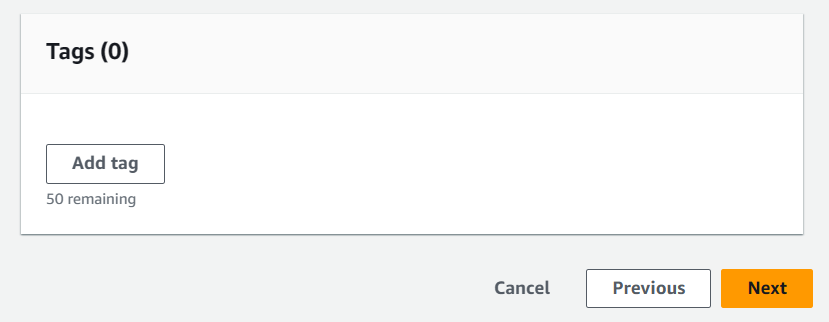 Tags (0)
Add tag
50 remaining
Cancel Previous Next